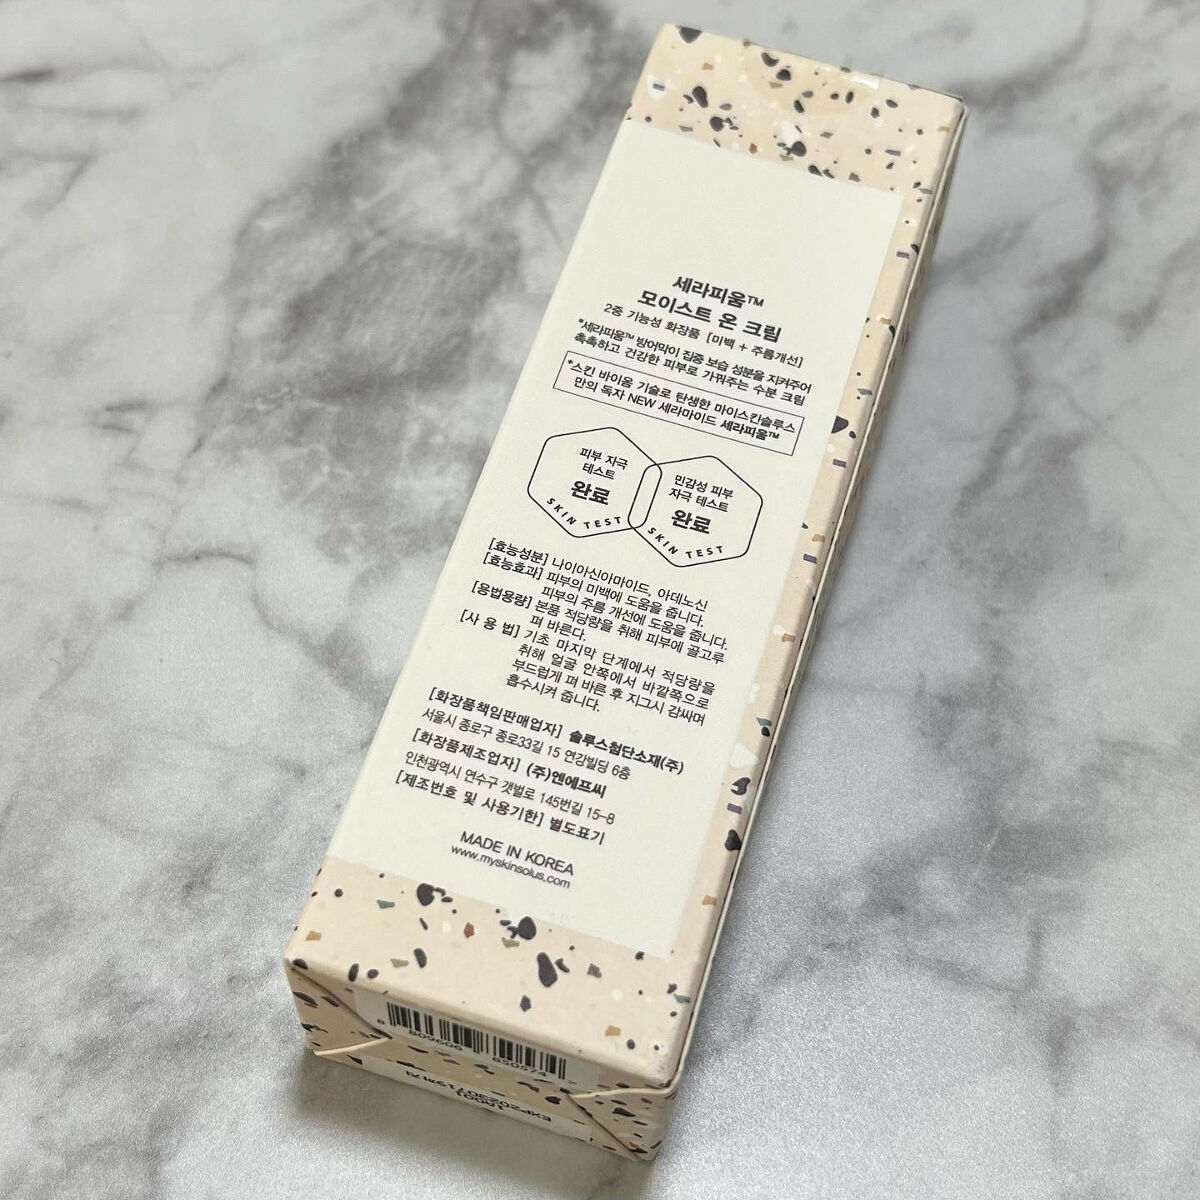 세라피움™
모이스트 온 크림
2중 기능성 화장품 [미백 + 주름개선]
*세라피움™ 방어막이 집중 보습 성분을 지켜주어
촉촉하고 건강한 피부로 가꿔주는 수분 크림
*스킨 바이옴 기술로 탄생한 마이스킨솔루스
만의 독자 NEW 세라마이드 세라피움™
피부 자극
테스트
완료
SKIN TEST
민감성 피부
자극 테스트
완료
SKIN TEST
[효능성분] 나이아신아마이드, 아데노신
[효능효과] 피부의 미백에 도움을 줍니다.
피부의 주름 개선에 도움을 줍니다.
[용법용량] 본품 적당량을 취해 피부에 골고루
펴 바른다.
[사 용 법] 기초 마지막 단계에서 적당량을
취해 얼굴 안쪽에서 바깥쪽으로
부드럽게 펴 바른 후 지그시 감싸며
흡수시켜 줍니다.
[화장품책임판매업자] 솔루스첨단소재(주)
서울시 종로구 종로33길 15 연강빌딩 6층
[화장품제조업자] (주)엔에프씨
인천광역시 연수구 갯벌로 145번길 15-8
[제조번호 및 사용기한] 별도표기
MADE IN KOREA
www.myskinsolus.com
8 809606 850574 >
1A001